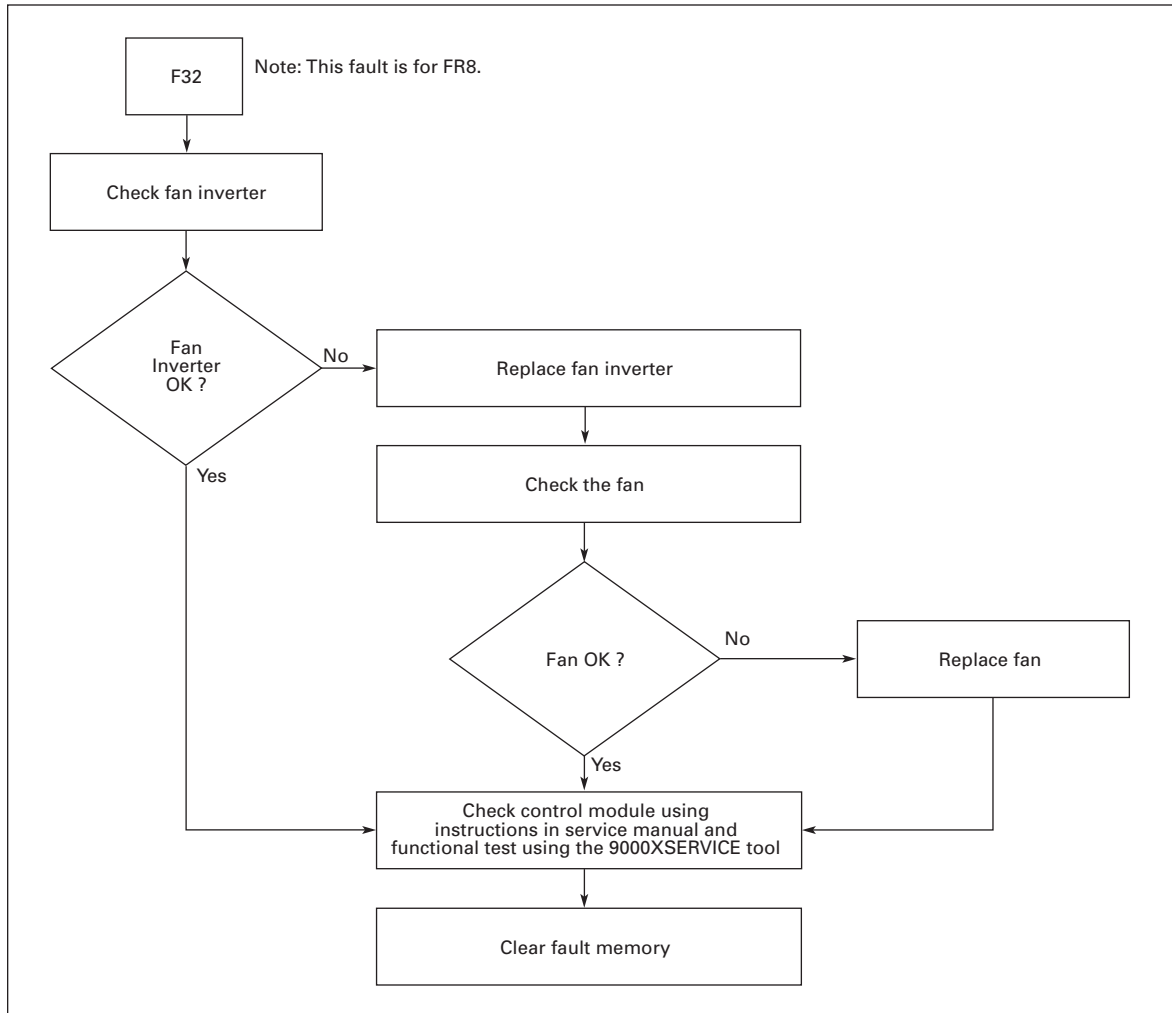 F32
Note: This fault is for FR8.
Check fan inverter
Fan
Inverter
OK ?
No
Replace fan inverter
Yes
Check the fan
Fan OK ?
No
Replace fan
Yes
Check control module using
instructions in service manual and
functional test using the 9000XSERVICE tool
Clear fault memory